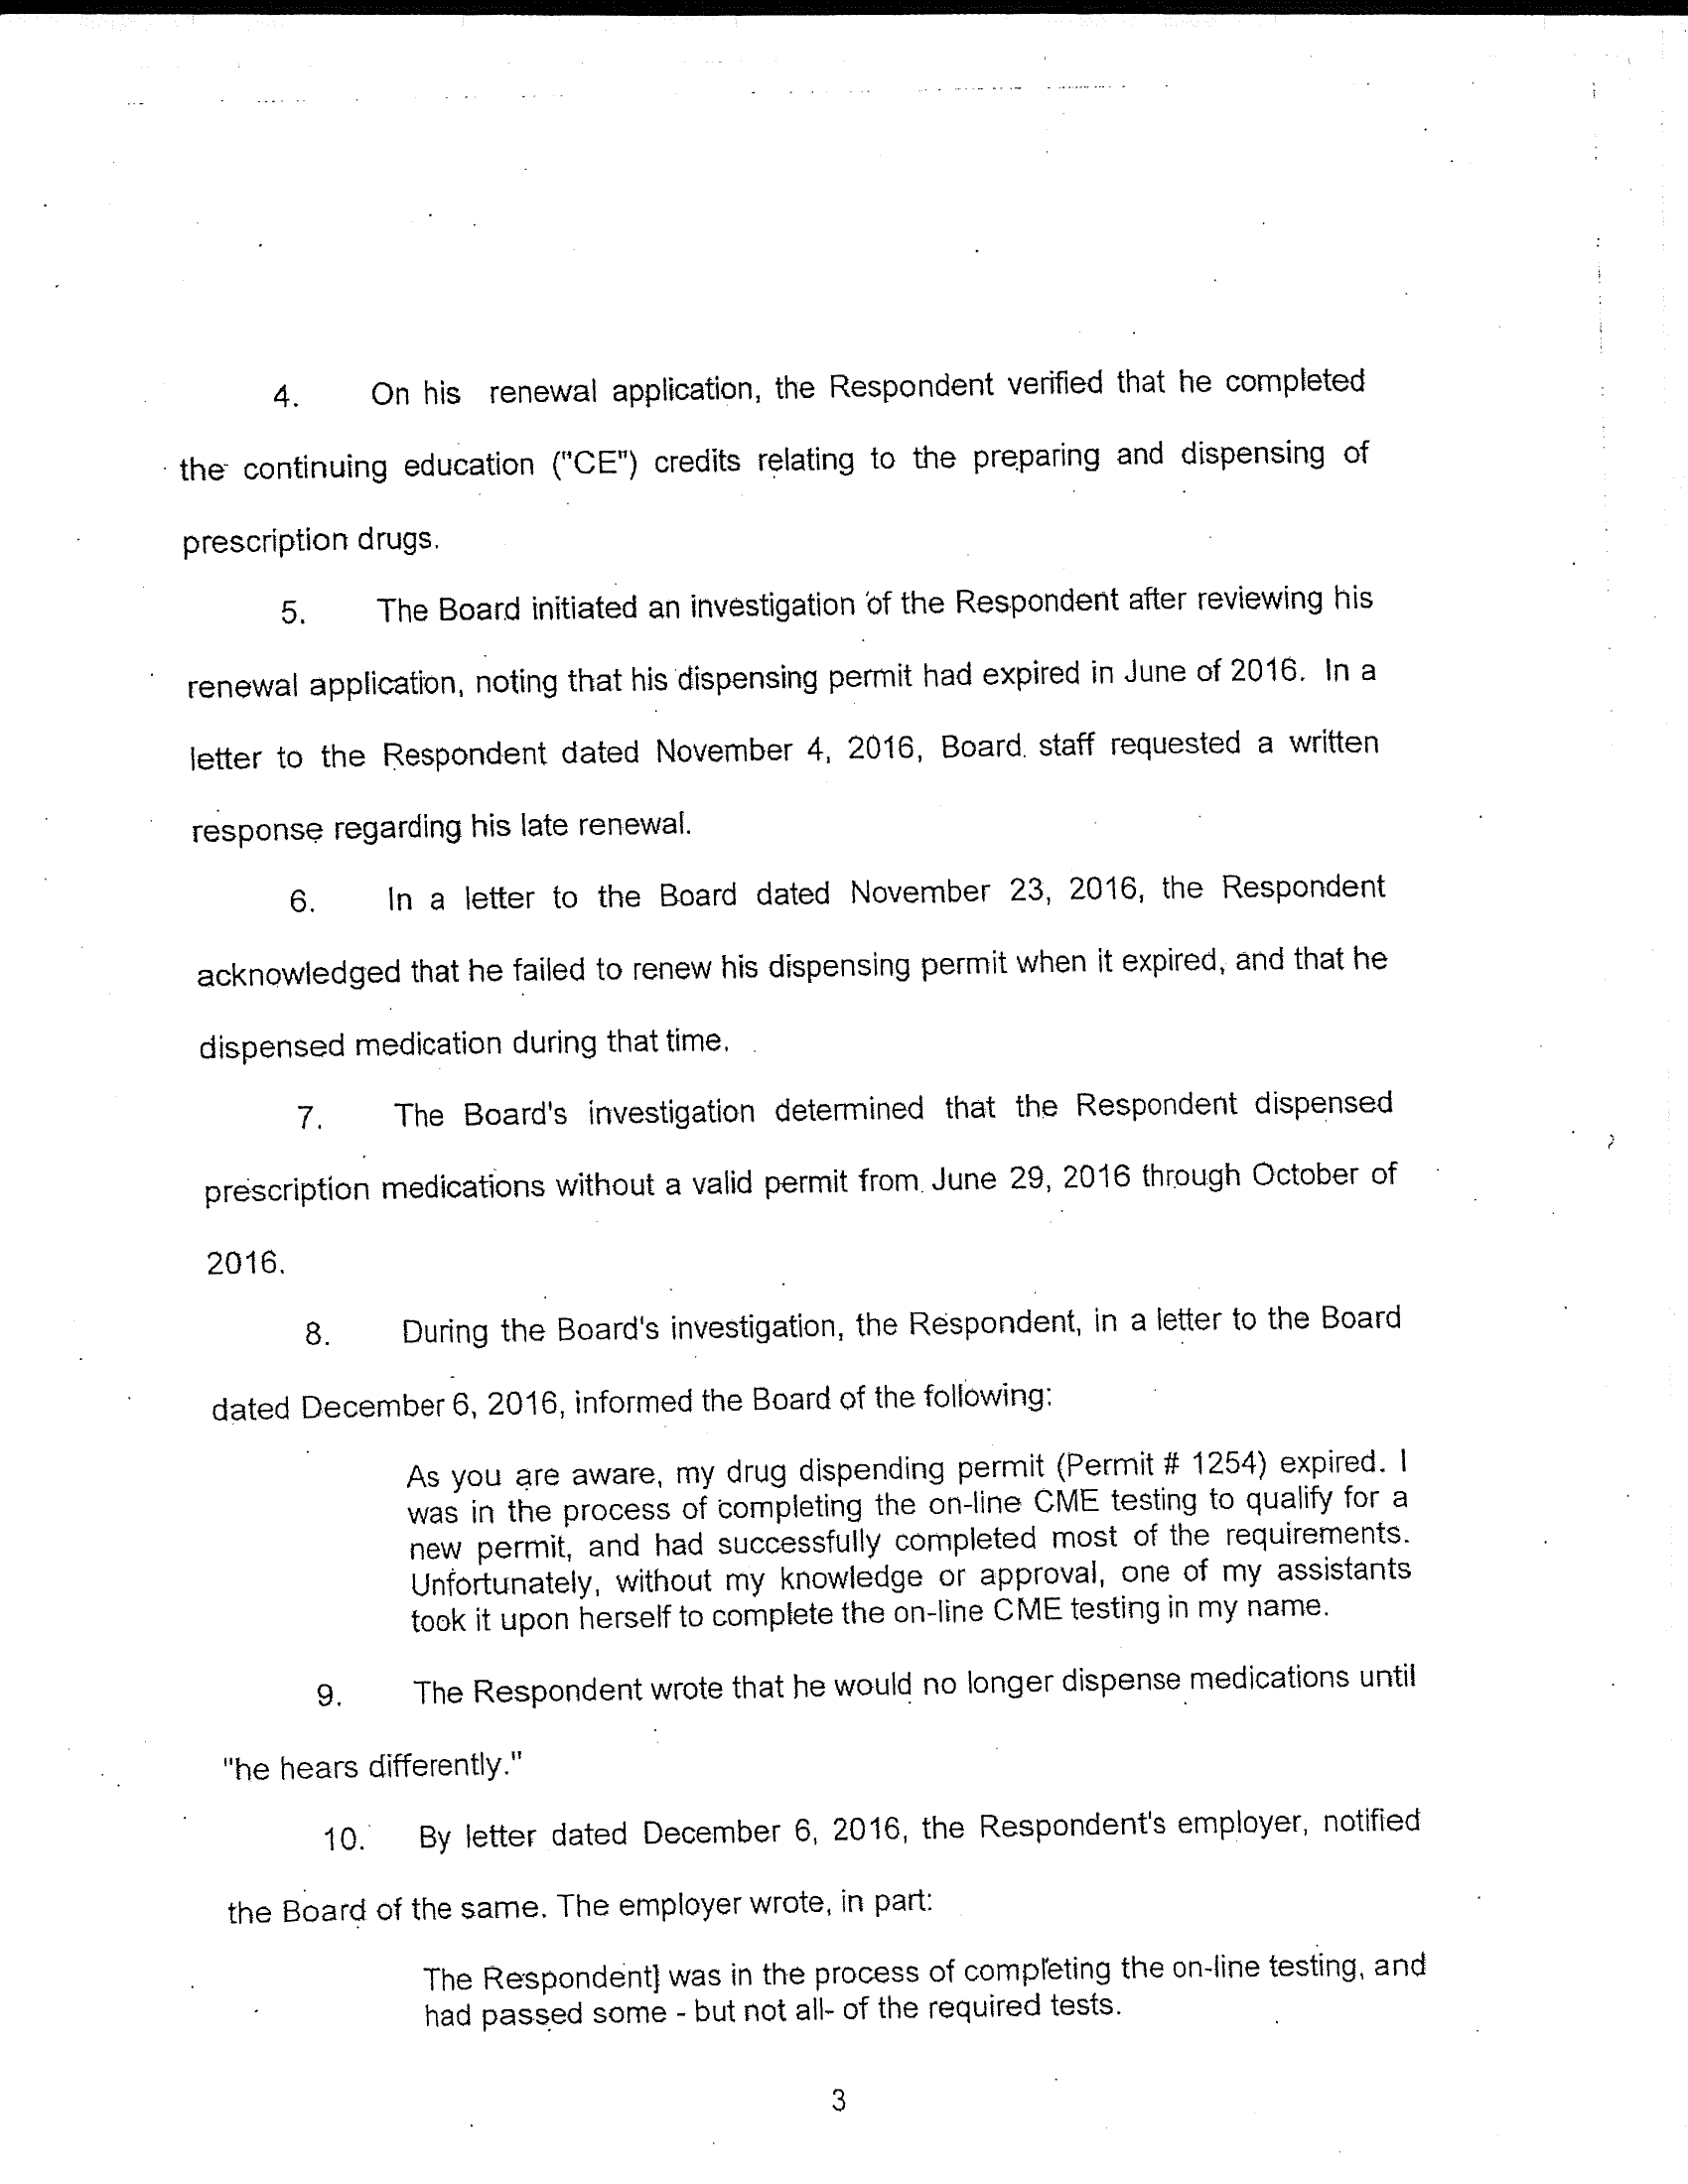 4. On his renewal application, the Respondent verified that he completed
the continuing education ("CE") credits relating to the preparing and dispensing of
prescription drugs.
5. The Board initiated an investigation of the Respondent after reviewing his
renewal application, noting that his dispensing permit had expired in June of 2016. In a
letter to the Respondent dated November 4, 2016, Board staff requested a written
response regarding his late renewal.
6. In a letter to the Board dated November 23, 2016, the Respondent
acknowledged that he failed to renew his dispensing permit when it expired, and that he
dispensed medication during that time.
7. The Board's investigation determined that the Respondent dispensed
prescription medications without a valid permit from June 29, 2016 through October of
2016.
8. During the Board's investigation, the Respondent, in a letter to the Board
dated December 6, 2016, informed the Board of the following:
As you are aware, my drug dispending permit (Permit # 1254) expired. I
was in the process of completing the on-line CME testing to qualify for a
new permit, and had successfully completed most of the requirements.
Unfortunately, without my knowledge or approval, one of my assistants
took it upon herself to complete the on-line CME testing in my name.
9. The Respondent wrote that he would no longer dispense medications until
"he hears differently."
10. By letter dated December 6, 2016, the Respondent's employer, notified
the Board of the same. The employer wrote, in part:
The Respondent] was in the process of completing the on-line testing, and
had passed some - but not all- of the required tests.
3